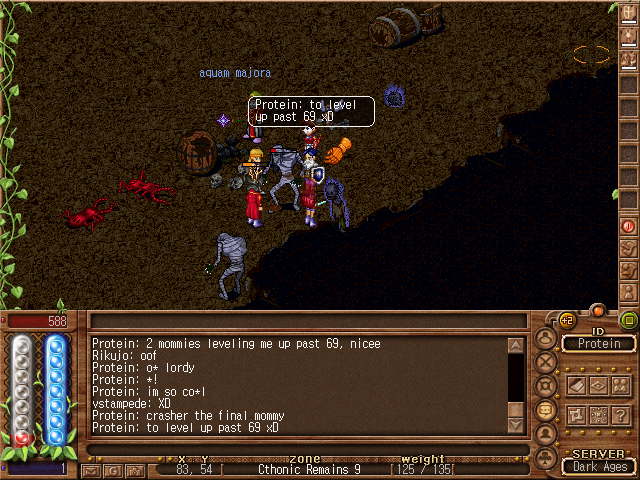 aquam majora
Protein: to level
up past 69 xD
588
Protein: 2 mommies leveling me up past 69, nicee
Rikujo: oof
Protein: o* lordy
Protein: *!
Protein: im so co*l
vstampede: XD
Protein: crasher the final mommy
Protein: to level up past 69 xD
+2
ID
Protein
1
X Y ZONE weight
83, 54 Cthonic Remains 9 125 / 135
SERVER
Dark Ages